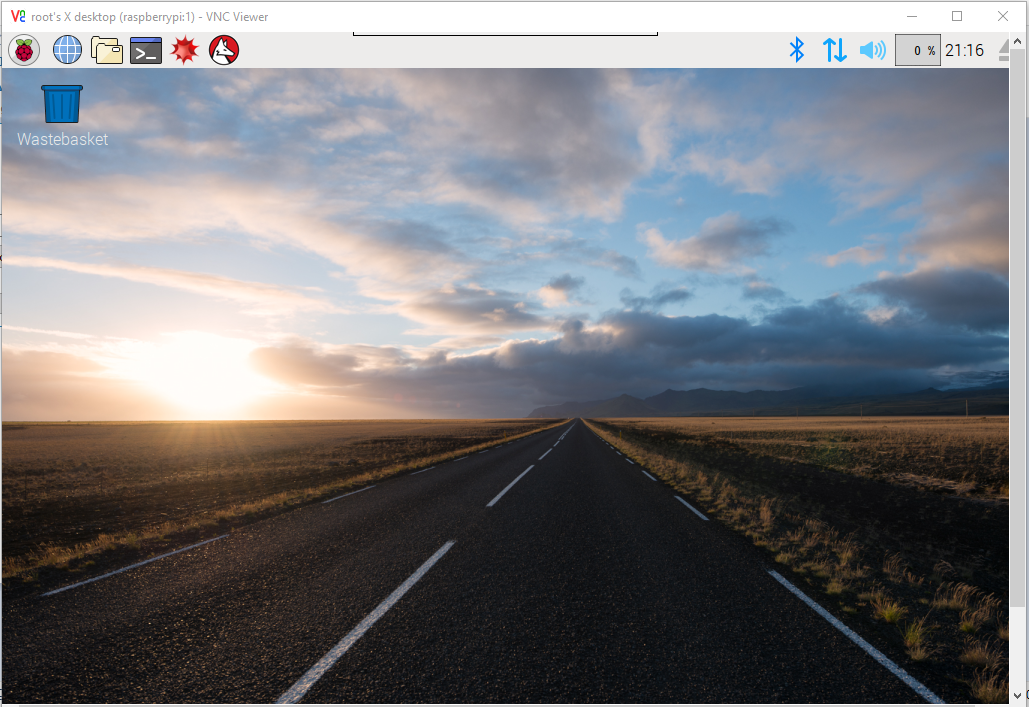 root's X desktop (raspberrypi:1) - VNC Viewer
0 % 21:16
Wastebasket